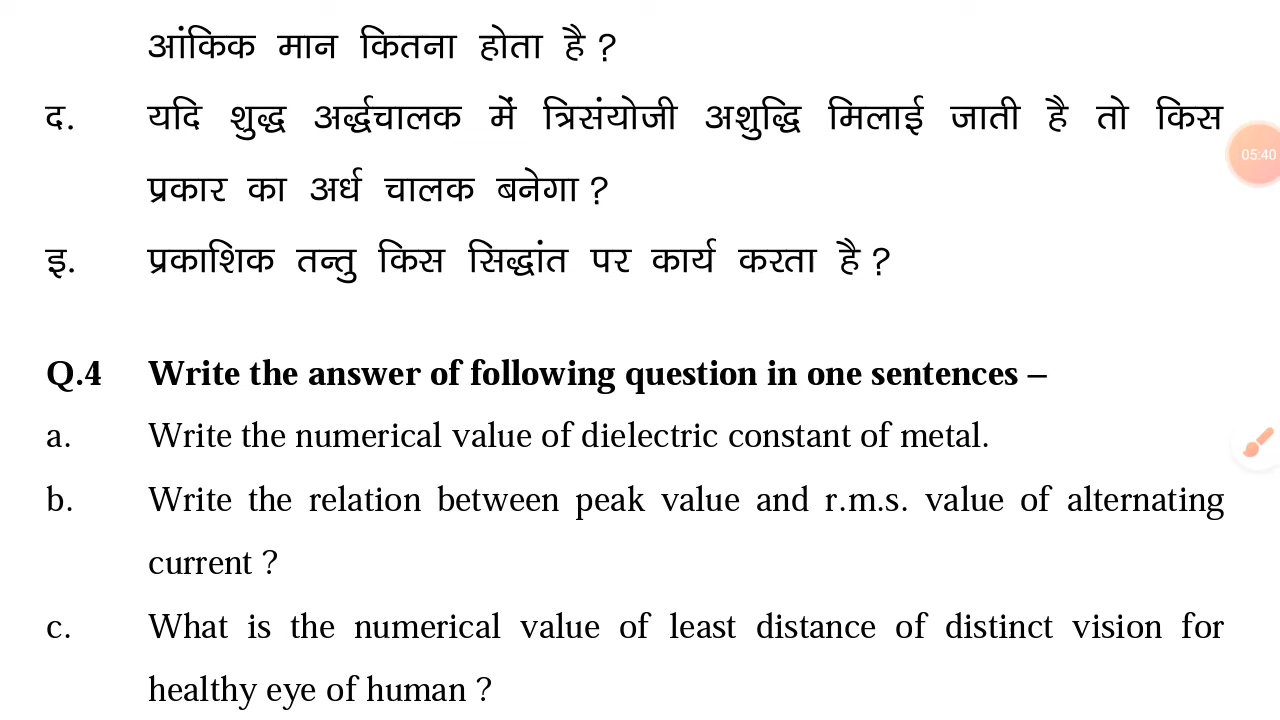 आंकिक मान कितना होता है ?
द. यदि शुद्ध अर्द्धचालक में त्रिसंयोजी अशुद्धि मिलाई जाती है तो किस
05:40
प्रकार का अर्ध चालक बनेगा ?
इ. प्रकाशिक तन्तु किस सिद्धांत पर कार्य करता है ?
Q.4 Write the answer of following question in one sentences –
a. Write the numerical value of dielectric constant of metal.
b. Write the relation between peak value and r.m.s. value of alternating
current ?
c. What is the numerical value of least distance of distinct vision for
healthy eye of human ?